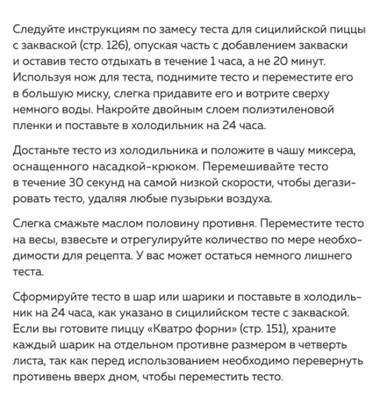 Следуйте инструкциям по замесу теста для сицилийской пиццы
с закваской (стр. 126), опуская часть с добавлением закваски
и оставив тесто отдыхать в течение 1 часа, а не 20 минут.
Используя нож для теста, поднимите тесто и переместите его
в большую миску, слегка придавите его и вотрите сверху
немного воды. Накройте двойным слоем полиэтиленовой
пленки и поставьте в холодильник на 24 часа.
Достаньте тесто из холодильника и положите в чашу миксера,
оснащенного насадкой-крюком. Перемешивайте тесто
в течение 30 секунд на самой низкой скорости, чтобы дегази-
ровать тесто, удаляя любые пузырьки воздуха.
Слегка смажьте маслом половину противня. Переместите тесто
на весы, взвесьте и отрегулируйте количество по мере необхо-
димости для рецепта. У вас может остаться немного лишнего
теста.
Сформируйте тесто в шар или шарики и поставьте в холодиль-
ник на 24 часа, как указано в сицилийском тесте с закваской.
Если вы готовите пиццу «Кватро форни» (стр. 151), храните
каждый шарик на отдельном противне размером в четверть
листа, так как перед использованием необходимо перевернуть
противень вверх дном, чтобы переместить тесто.